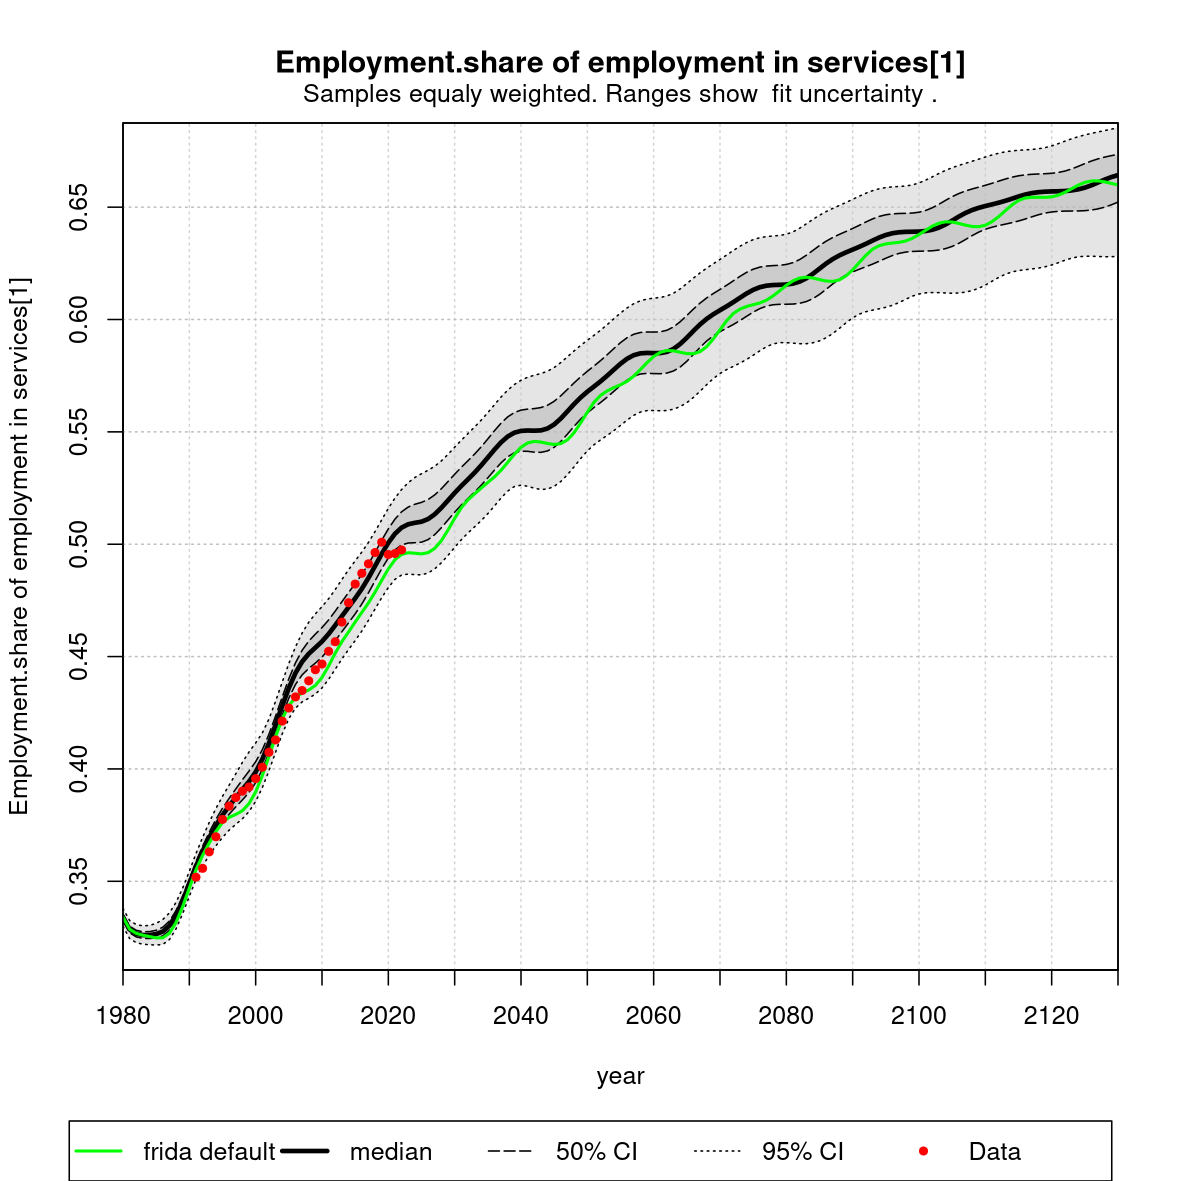 Employment.share of employment in services[1]
Samples equaly weighted. Ranges show  fit uncertainty .
Employment.share of employment in services[1]
0.65
0.60
0.55
0.50
0.45
0.40
0.35
1980 2000 2020 2040 2060 2080 2100 2120
year
frida default median 50% CI 95% CI Data